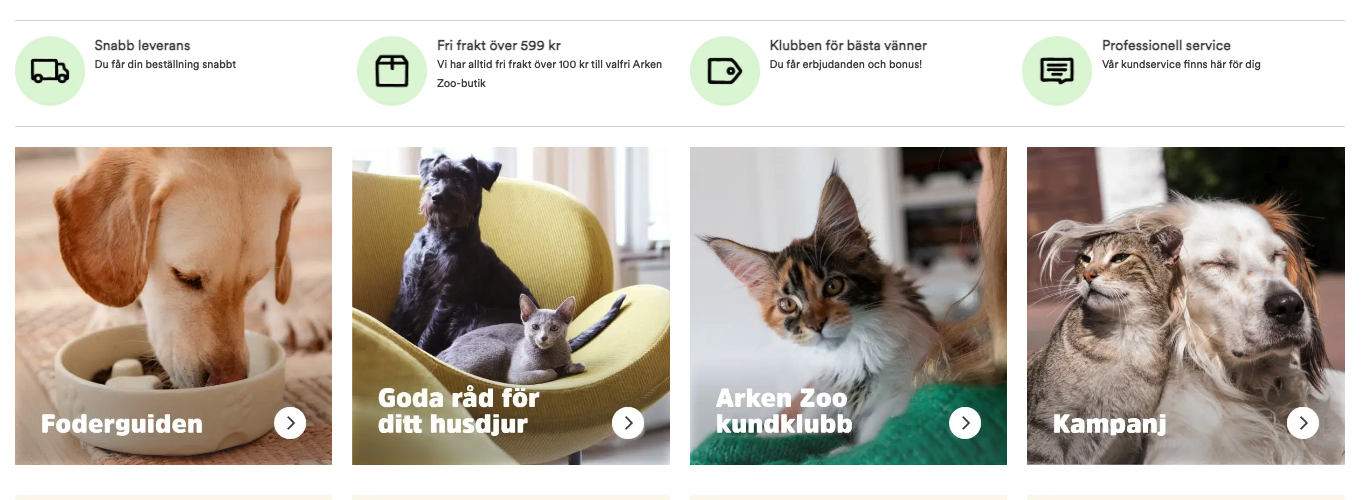 Snabb leverans
Du får din beställning snabbt
Fri frakt över 599 kr
Vi har alltid fri frakt över 100 kr till valfri Arken
Zoo-butik
Klubben för bästa vänner
Du får erbjudanden och bonus!
Professionell service
Vår kundservice finns här för dig
Foderguiden
Goda råd för
ditt husdjur
Arken Zoo
kundklubb
Kampanj